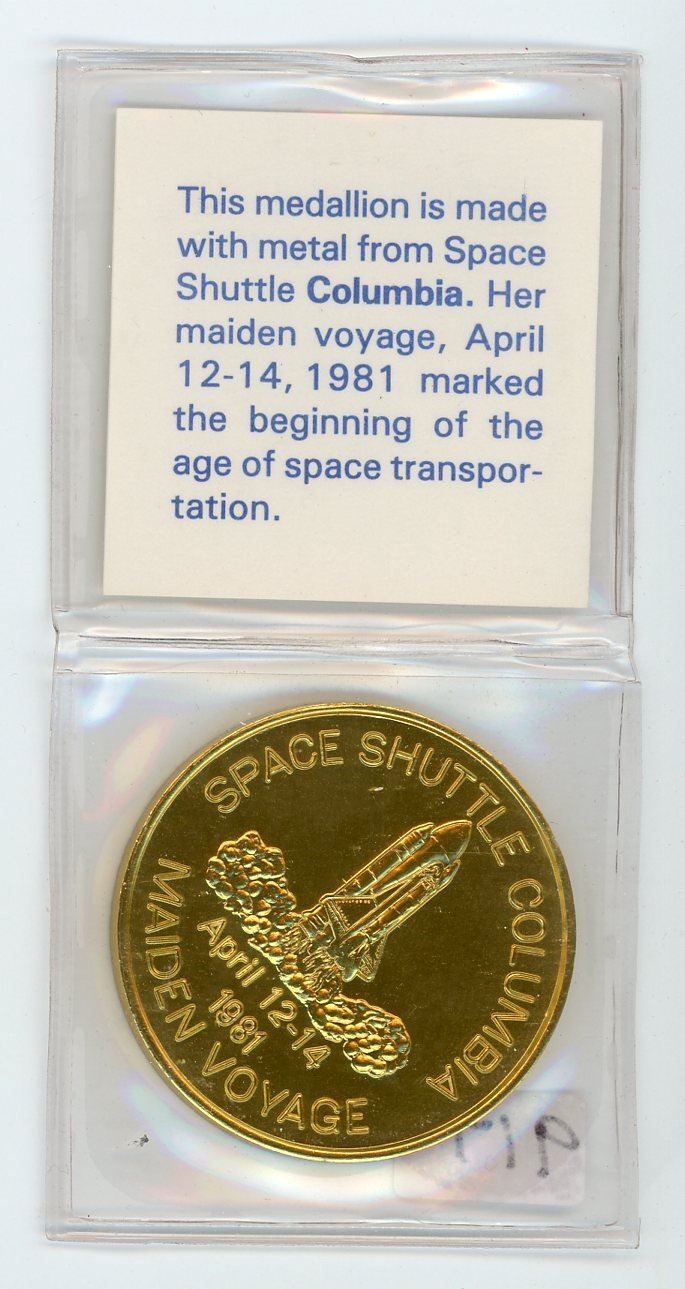 This medallion is made
with metal from Space
Shuttle Columbia. Her
maiden voyage, April
12-14, 1981 marked
the beginning of the
age of space transpor-
tation.
SPACE SHUTTLE COLUMBIA
April 12-14
1981
MAIDEN VOYAGE